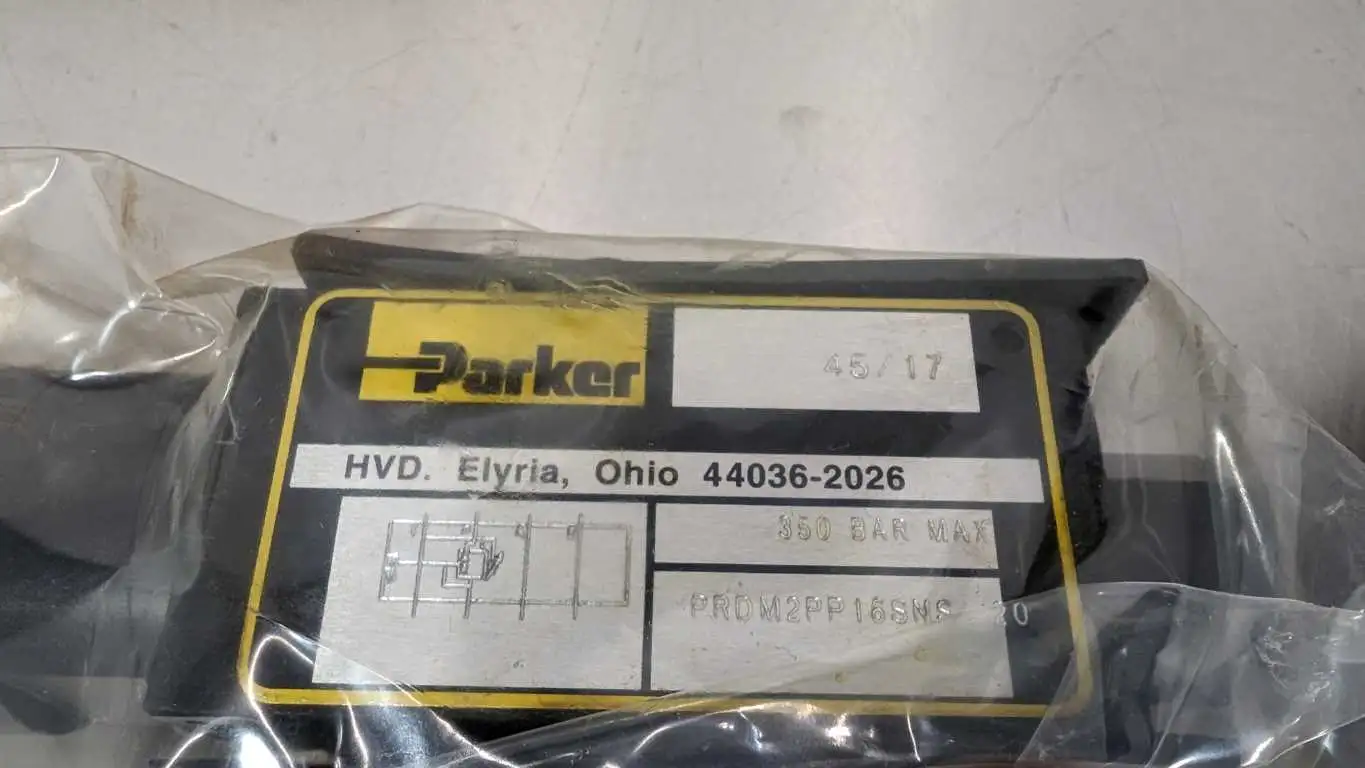 Parker
45/17
HVD. Elyria, Ohio 44036-2026
350 BAR MAX
PRDM2PP16SNS 20